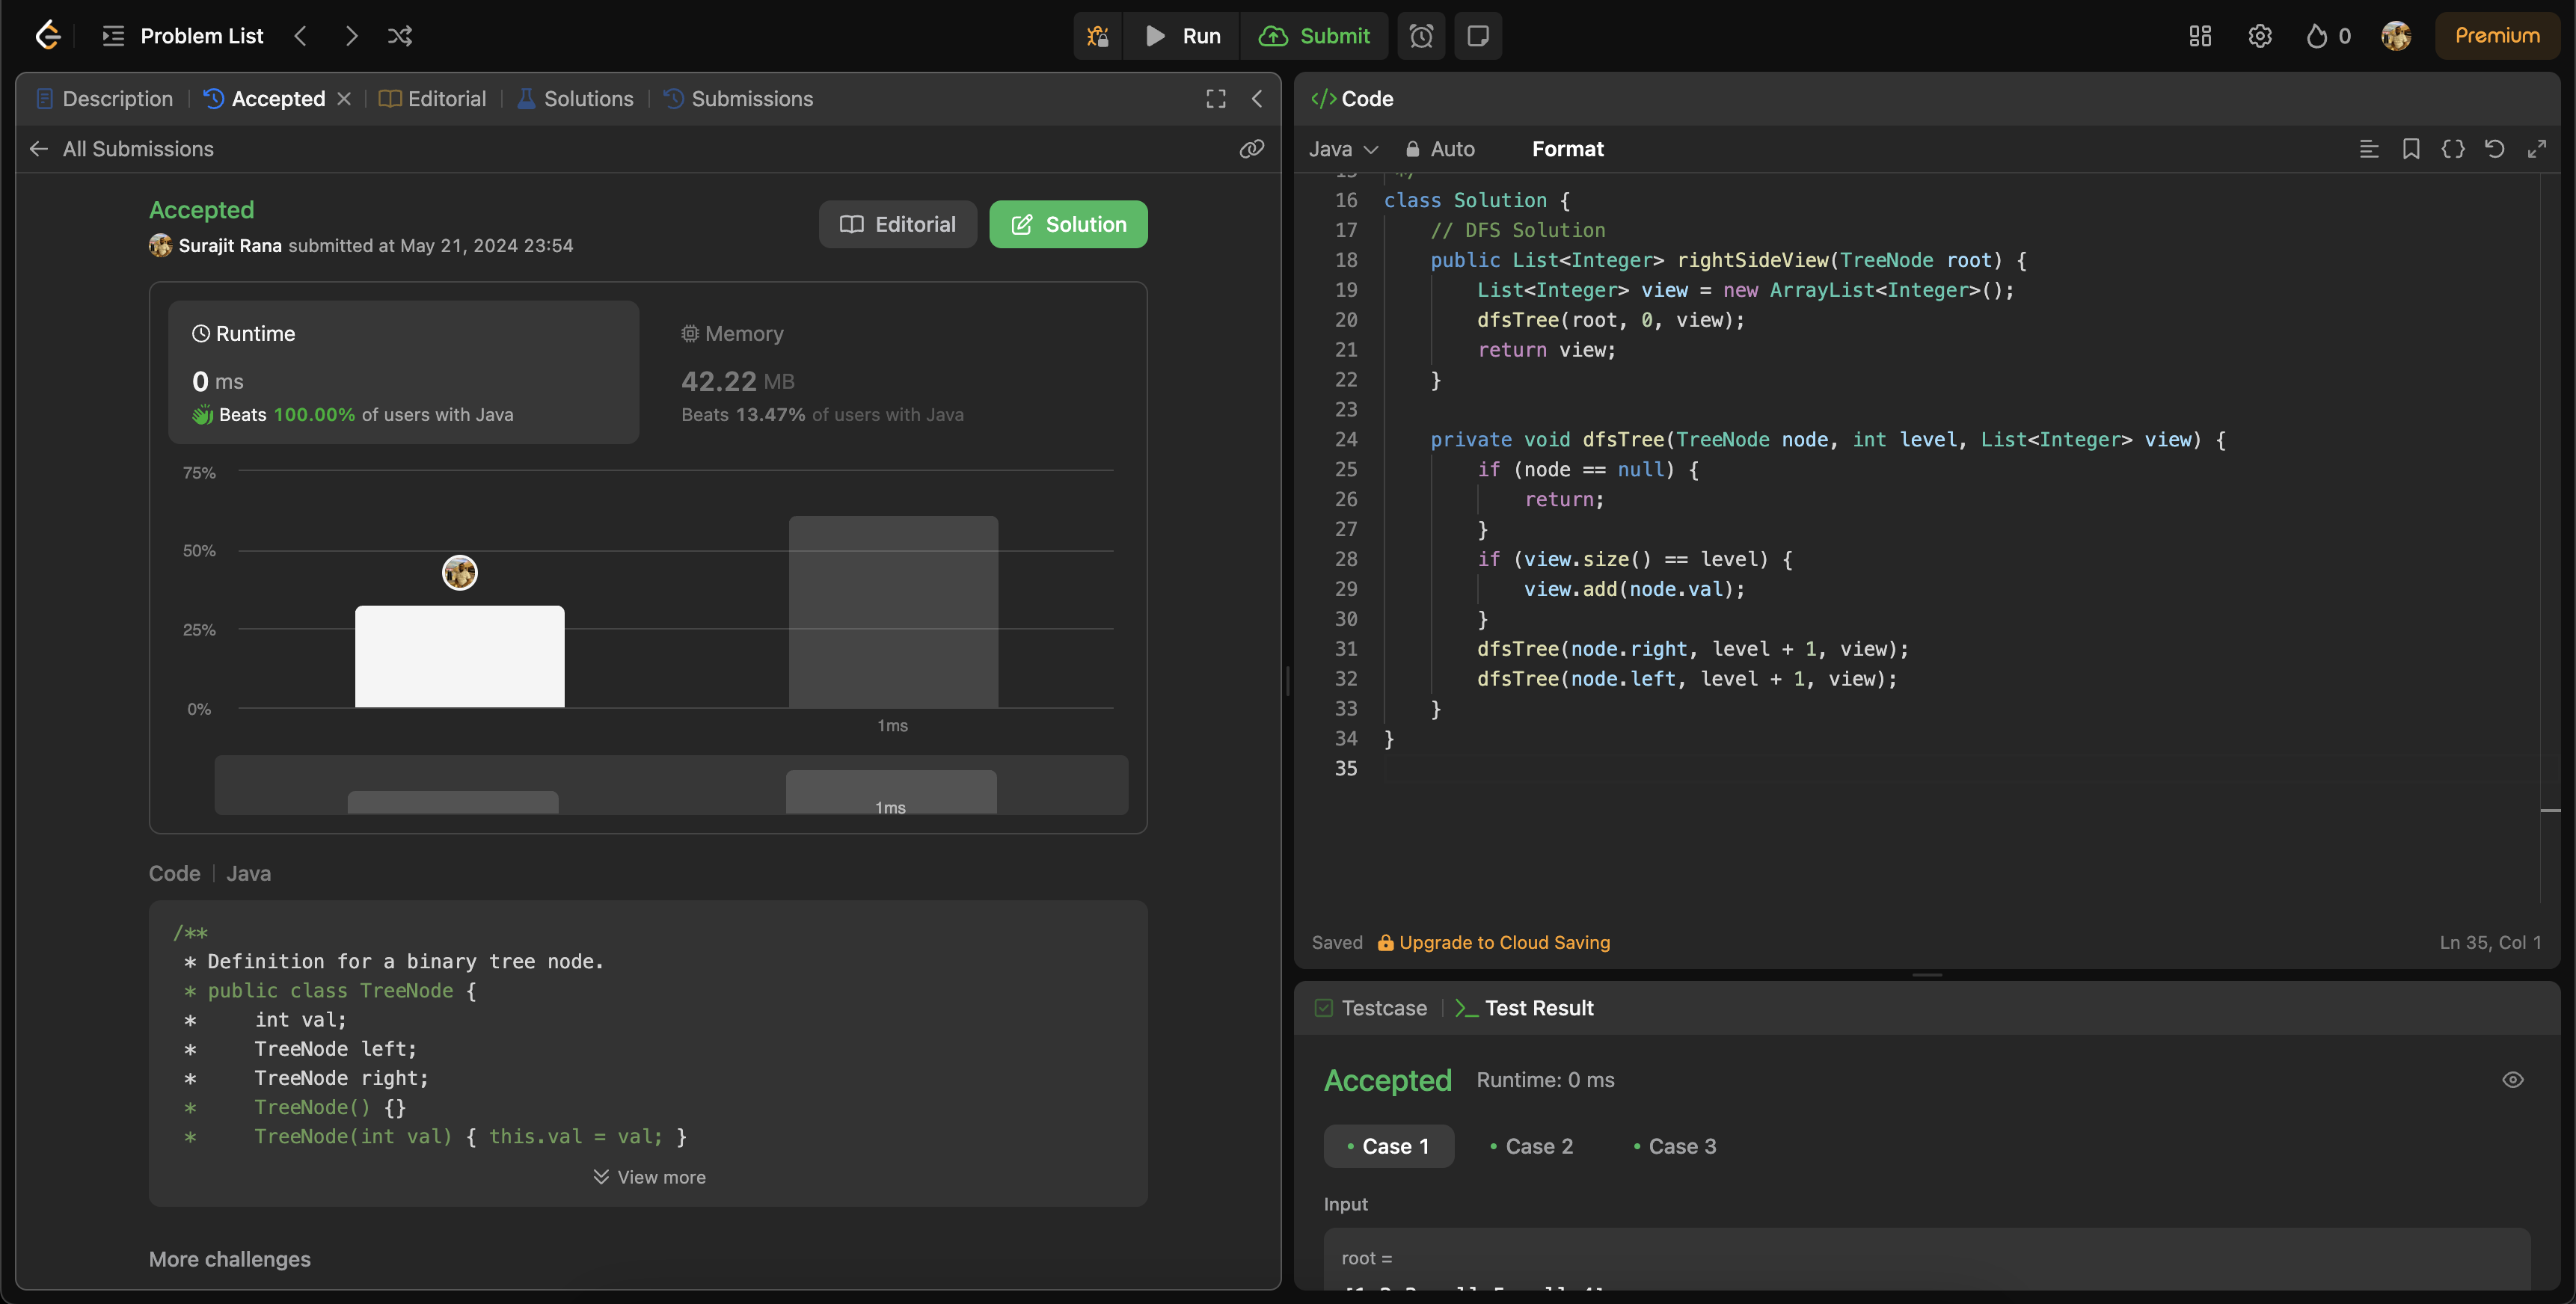 Problem List
Run
Submit
0
Premium
Description
Accepted
Editorial
Solutions
Submissions
All Submissions
Accepted
Surajit Rana submitted at May 21, 2024 23:54
Editorial
Solution
Runtime
0 ms
Beats 100.00% of users with Java
Memory
42.22 MB
Beats 13.47% of users with Java
75%
50%
25%
0%
1ms
1ms
Code | Java
/**
 * Definition for a binary tree node.
 * public class TreeNode {
 *     int val;
 *     TreeNode left;
 *     TreeNode right;
 *     TreeNode() {}
 *     TreeNode(int val) { this.val = val; }
View more
More challenges
</> Code
Java
Auto
Format
15 */
16 class Solution {
17     // DFS Solution
18     public List<Integer> rightSideView(TreeNode root) {
19         List<Integer> view = new ArrayList<Integer>();
20         dfsTree(root, 0, view);
21         return view;
22     }
23
24     private void dfsTree(TreeNode node, int level, List<Integer> view) {
25         if (node == null) {
26             return;
27         }
28         if (view.size() == level) {
29             view.add(node.val);
30         }
31         dfsTree(node.right, level + 1, view);
32         dfsTree(node.left, level + 1, view);
33     }
34 }
35
Saved
Upgrade to Cloud Saving
Ln 35, Col 1
Testcase
Test Result
Accepted
Runtime: 0 ms
• Case 1
• Case 2
• Case 3
Input
root =